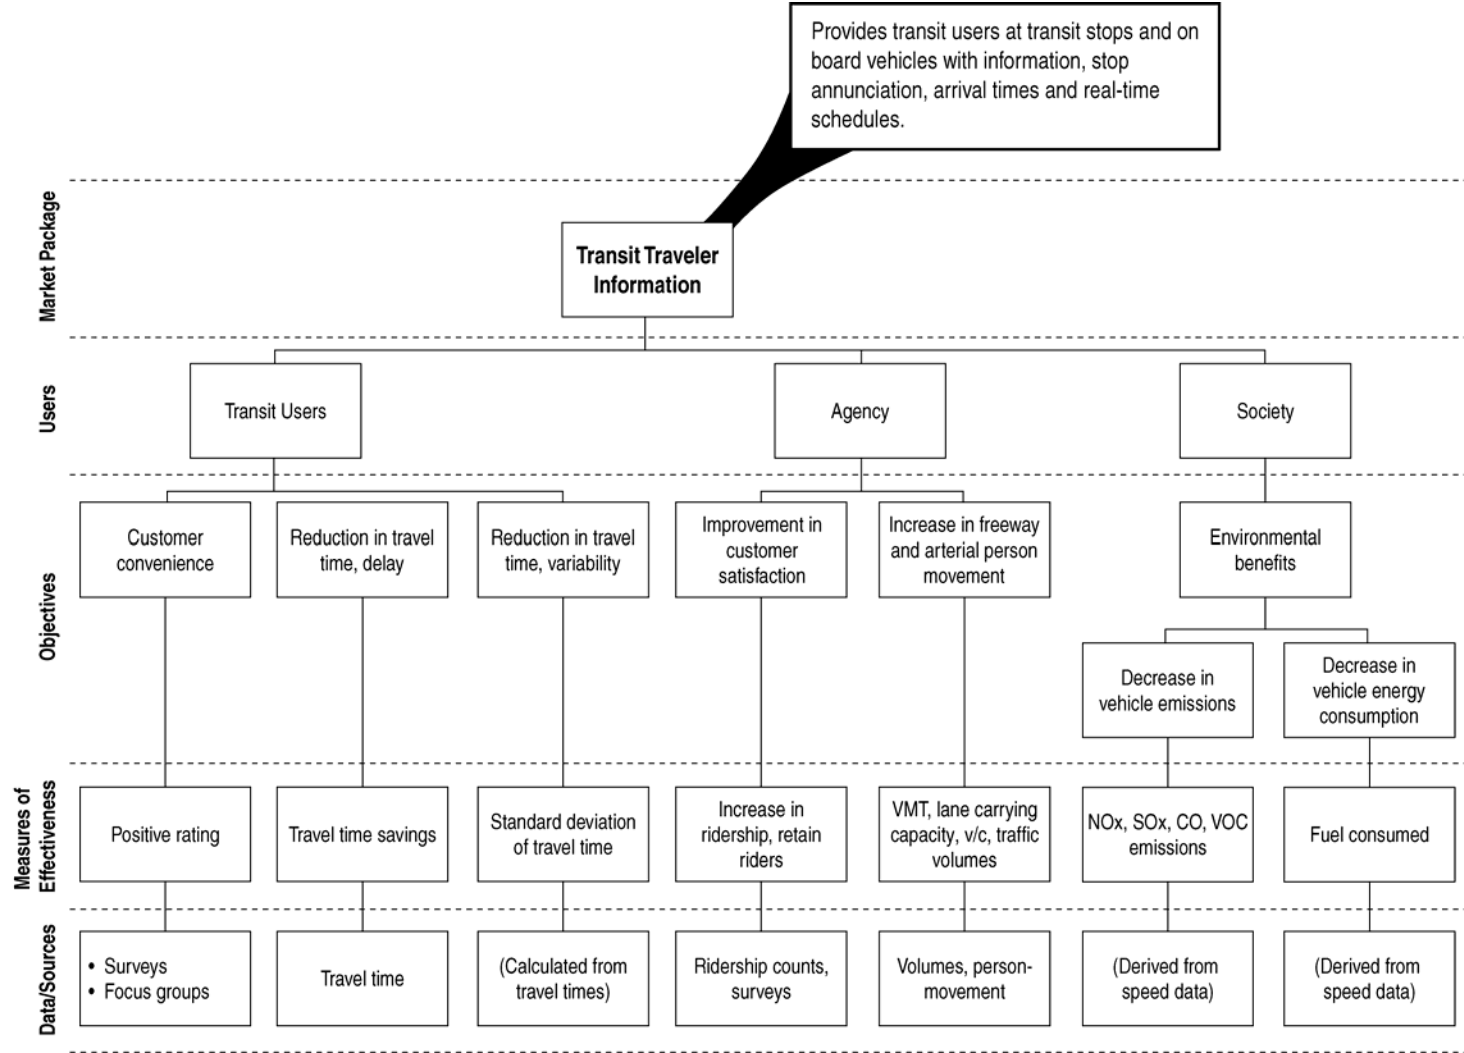 Provides transit users at transit stops and on
board vehicles with information, stop
annunciation, arrival times and real-time
schedules.
Market Package
Transit Traveler
Information
Users
Transit Users
Agency
Society
Objectives
Customer
convenience
Reduction in travel
time, delay
Reduction in travel
time, variability
Improvement in
customer
satisfaction
Increase in freeway
and arterial person
movement
Environmental
benefits
Decrease in
vehicle emissions
Decrease in
vehicle energy
consumption
Measures of
Effectiveness
Positive rating
Travel time savings
Standard deviation
of travel time
Increase in
ridership, retain
riders
VMT, lane carrying
capacity, v/c, traffic
volumes
NOx, SOx, CO, VOC
emissions
Fuel consumed
Data/Sources
• Surveys
• Focus groups
Travel time
(Calculated from
travel times)
Ridership counts,
surveys
Volumes, person-
movement
(Derived from
speed data)
(Derived from
speed data)